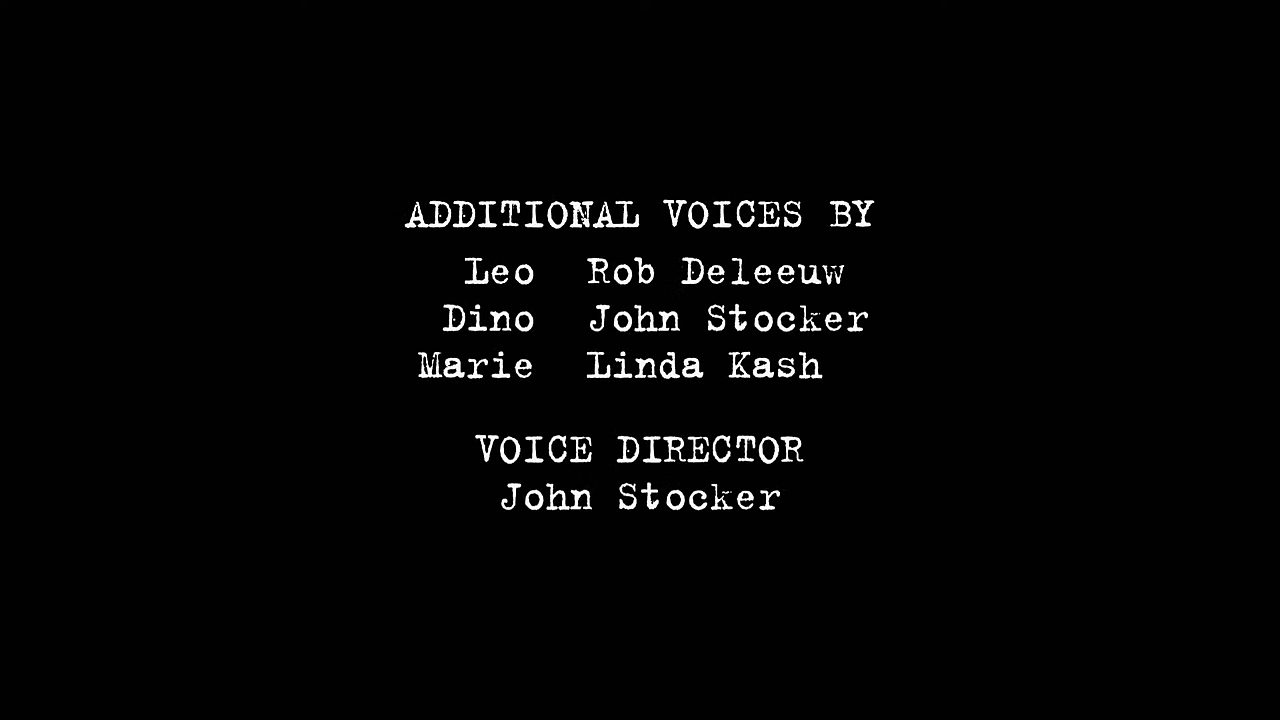 ADDITIONAL VOICES BY
Leo Rob Deleeuw
Dino John Stocker
Marie Linda Kash
VOICE DIRECTOR
John Stocker